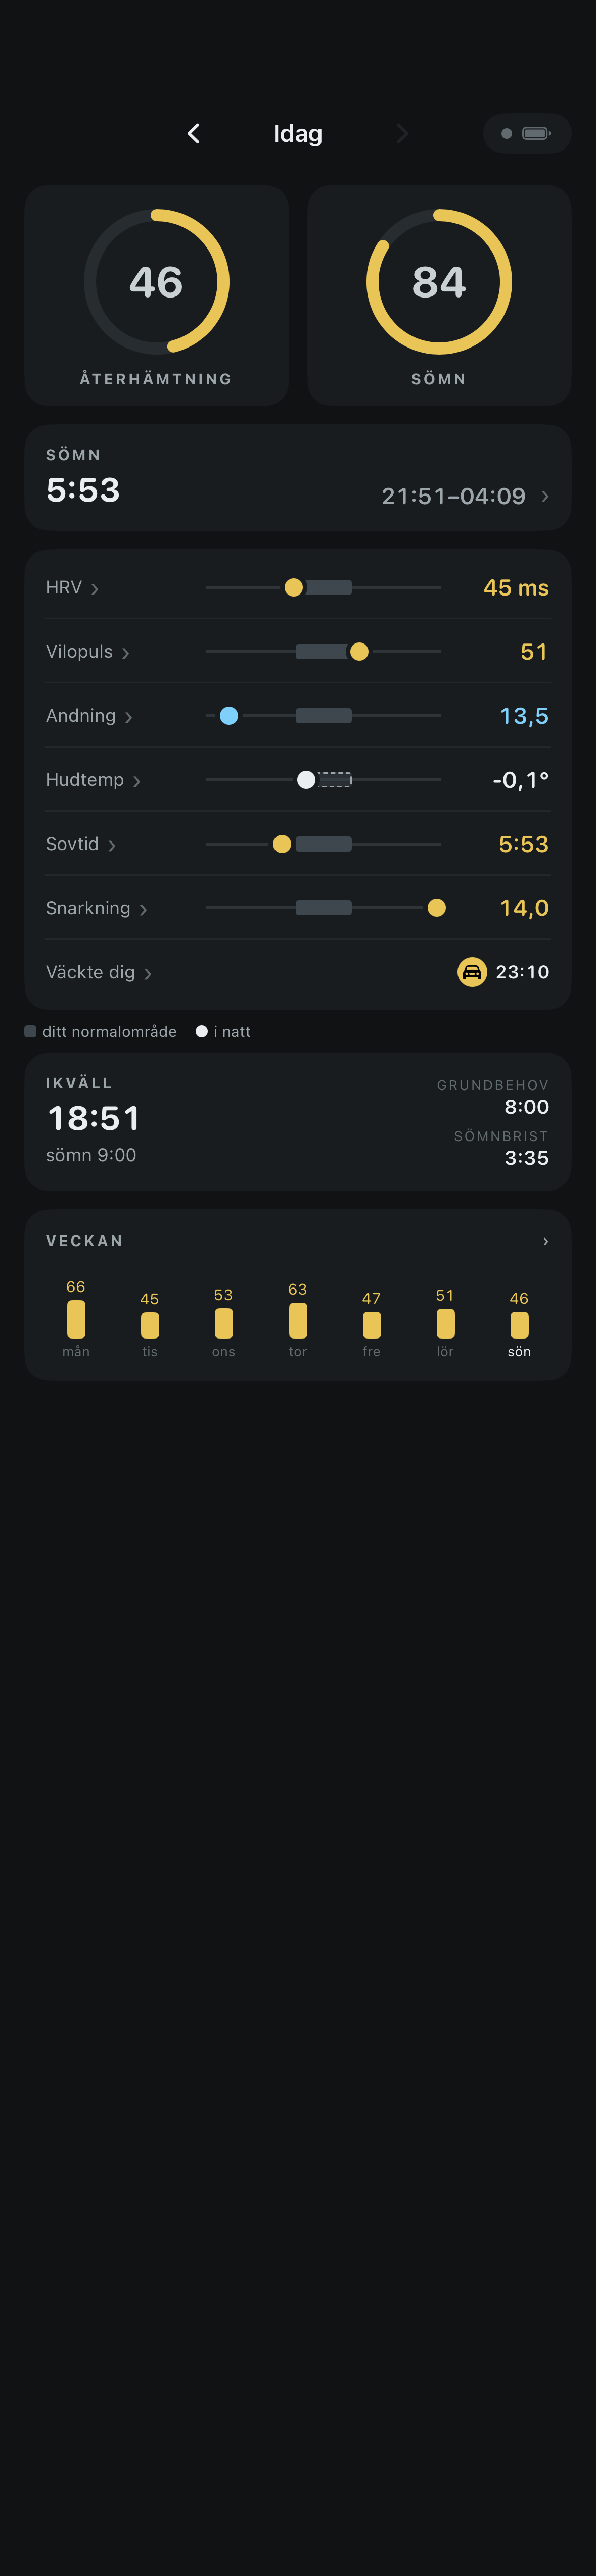 Idag
46
ÅTERHÄMTNING
84
SÖMN
SÖMN
5:53
21:51–04:09
HRV
45 ms
Vilopuls
51
Andning
13,5
Hudtemp
-0,1°
Sovtid
5:53
Snarkning
14,0
Väckte dig
23:10
ditt normalområde
i natt
IKVÄLL
18:51
sömn 9:00
GRUNDBEHOV
8:00
SÖMNBRIST
3:35
VECKAN
66 45 53 63 47 51 46
mån tis ons tor fre lör sön